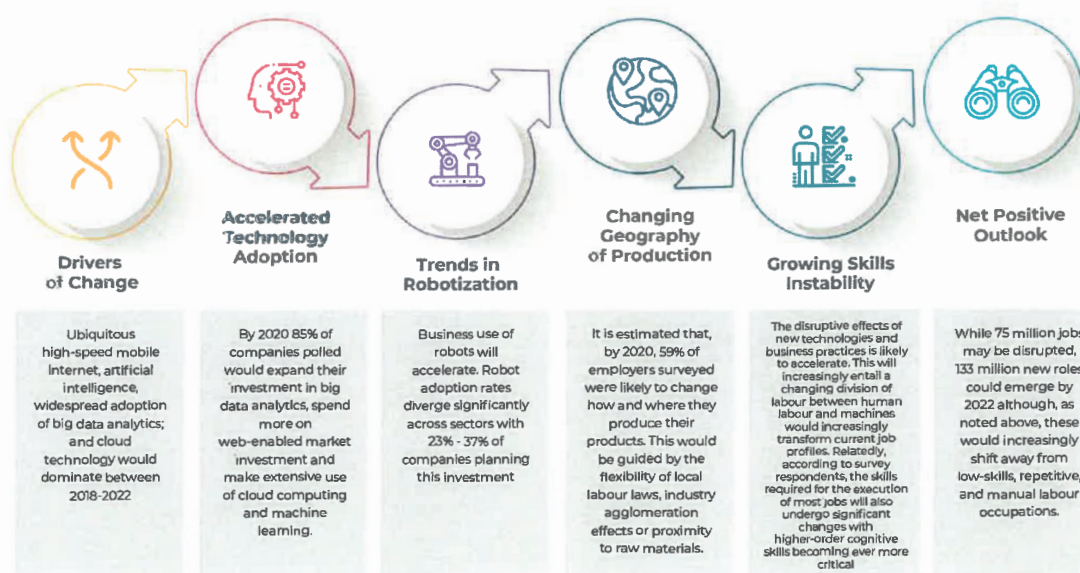 Drivers
of Change
Ubiquitous
high-speed mobile
Internet, artificial
intelligence,
widespread adoption
of big data analytics;
and cloud
technology would
dominate between
2018-2022
Accelerated
Technology
Adoption
By 2020 85% of
companies polled
would expand their
investment in big
data analytics, spend
more on
web-enabled market
investment and
make extensive use
of cloud computing
and machine
learning.
Trends in
Robotization
Business use of
robots will
accelerate. Robot
adoption rates
diverge significantly
across sectors with
23% - 37% of
companies planning
this investment
Changing
Geography
of Production
It is estimated that,
by 2020, 59% of
employers surveyed
were likely to change
how and where they
produce their
products. This would
be guided by the
flexibility of local
labour laws, industry
agglomeration
effects or proximity
to raw materials.
Growing Skills
Instability
The disruptive effects of
new technologies and
business practices is likely
to accelerate. This will
increasingly entail a
changing division of
labour between human
labour and machines
would increasingly
transform current job
profiles. Relatedly,
according to survey
respondents, the skills
required for the execution
of most jobs will also
undergo significant
changes with
higher-order cognitive
skills becoming ever more
critical
Net Positive
Outlook
While 75 million jobs
may be disrupted,
133 million new roles
could emerge by
2022 although, as
noted above, these
would increasingly
shift away from
low-skills, repetitive,
and manual labour
occupations.